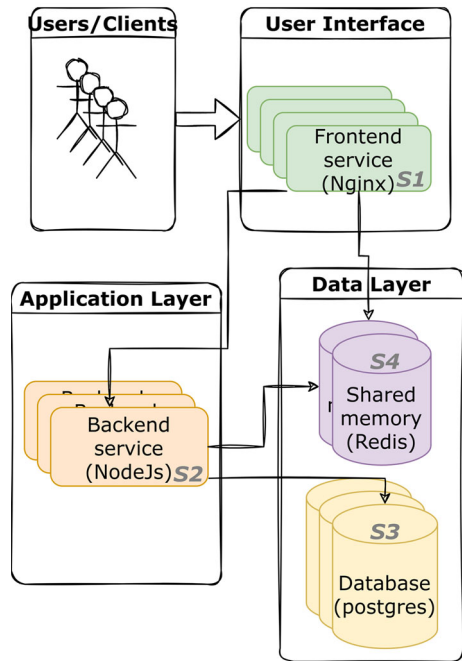 Users/Clients
User Interface
Frontend
service
(Nginx)
S1
Application Layer
Backend
service
(NodeJs)
S2
Data Layer
S4
Shared
memory
(Redis)
S3
Database
(postgres)